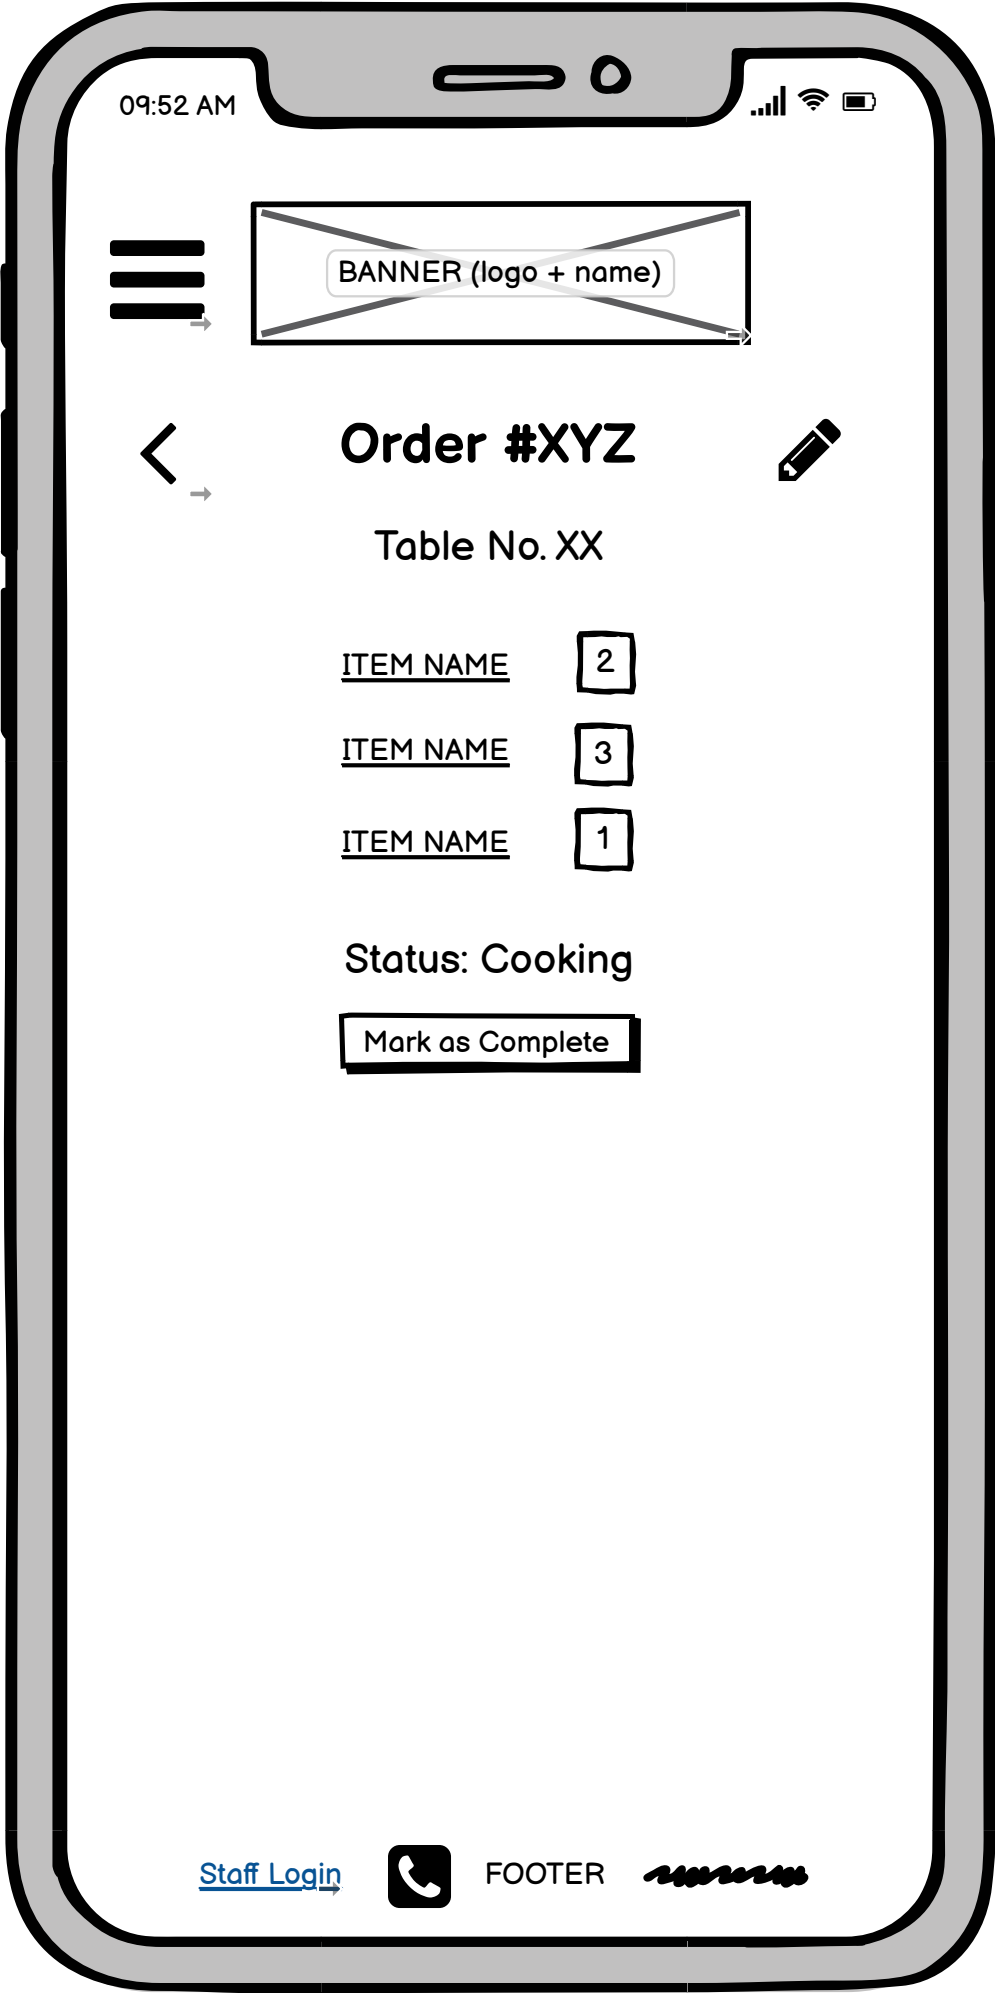 09:52 AM
BANNER (logo + name)
Order #XYZ
Table No. XX
ITEM NAME 2
ITEM NAME 3
ITEM NAME 1
Status: Cooking
Mark as Complete
Staff Login FOOTER